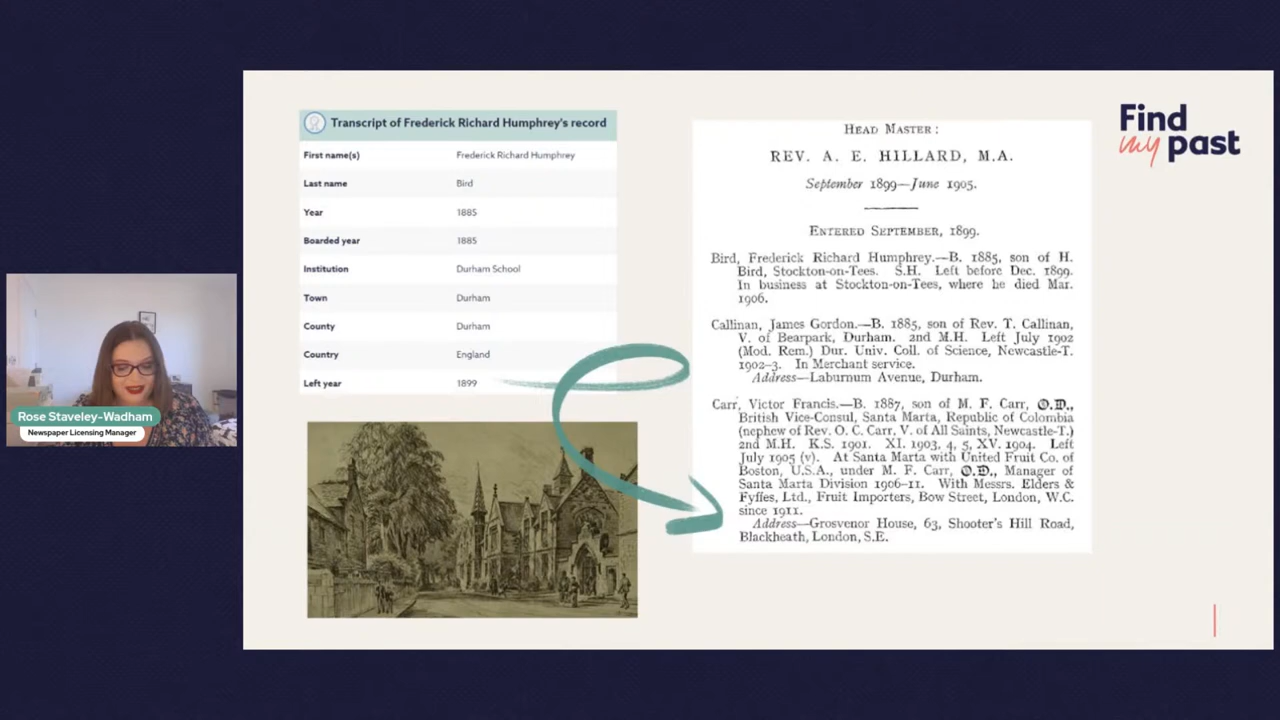 Transcript of Frederick Richard Humphrey's record
First name(s) Frederick Richard Humphrey
Last name Bird
Year 1885
Boarded year 1885
Institution Durham School
Town Durham
County Durham
Country England
Left year 1899
HEAD MASTER:
REV. A. E. HILLARD, M.A.
September 1899—June 1905.
ENTERED SEPTEMBER, 1899.
Bird, Frederick Richard Humphrey.—B. 1885, son of H.
Bird, Stockton-on-Tees. S.H. Left before Dec. 1899.
In business at Stockton-on-Tees, where he died Mar.
1906.
Callinan, James Gordon.—B. 1885, son of Rev. T. Callinan,
V. of Bearpark, Durham. 2nd M.H. Left July 1902
(Mod. Rem.) Dur. Univ. Coll. of Science, Newcastle-T.
1902-3. In Merchant service.
Address—Laburnum Avenue, Durham.
Carr, Victor Francis.—B. 1887, son of M. F. Carr, O.D.,
British Vice-Consul, Santa Marta, Republic of Colombia
(nephew of Rev. O. C. Carr, V. of All Saints, Newcastle-T.)
2nd M.H. K.S. 1901. XI. 1903, 4, 5, XV. 1904. Left
July 1905 (v). At Santa Marta with United Fruit Co. of
Boston, U.S.A., under M. F. Carr, O.D., Manager of
Santa Marta Division 1906-11. With Messrs. Elders &
Fyffes, Ltd., Fruit Importers, Bow Street, London, W.C.
since 1911.
Address—Grosvenor House, 63, Shooter's Hill Road,
Blackheath, London, S.E.
Find
my past
Rose Staveley-Wadham
Newspaper Licensing Manager